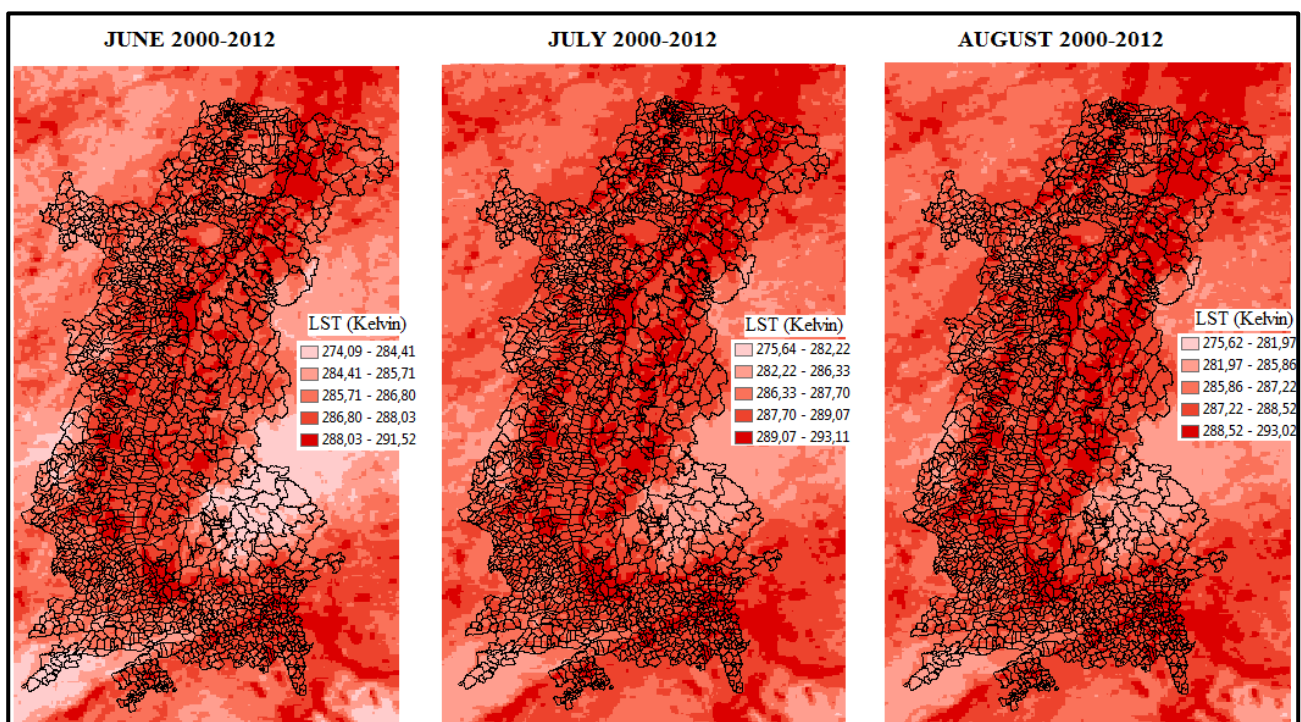 JUNE 2000-2012
JULY 2000-2012
AUGUST 2000-2012
LST (Kelvin)
274,09 - 284,41
284,41 - 285,71
285,71 - 286,80
286,80 - 288,03
288,03 - 291,52
LST (Kelvin)
275,64 - 282,22
282,22 - 286,33
286,33 - 287,70
287,70 - 289,07
289,07 - 293,11
LST (Kelvin)
275,62 - 281,97
281,97 - 285,86
285,86 - 287,22
287,22 - 288,52
288,52 - 293,02